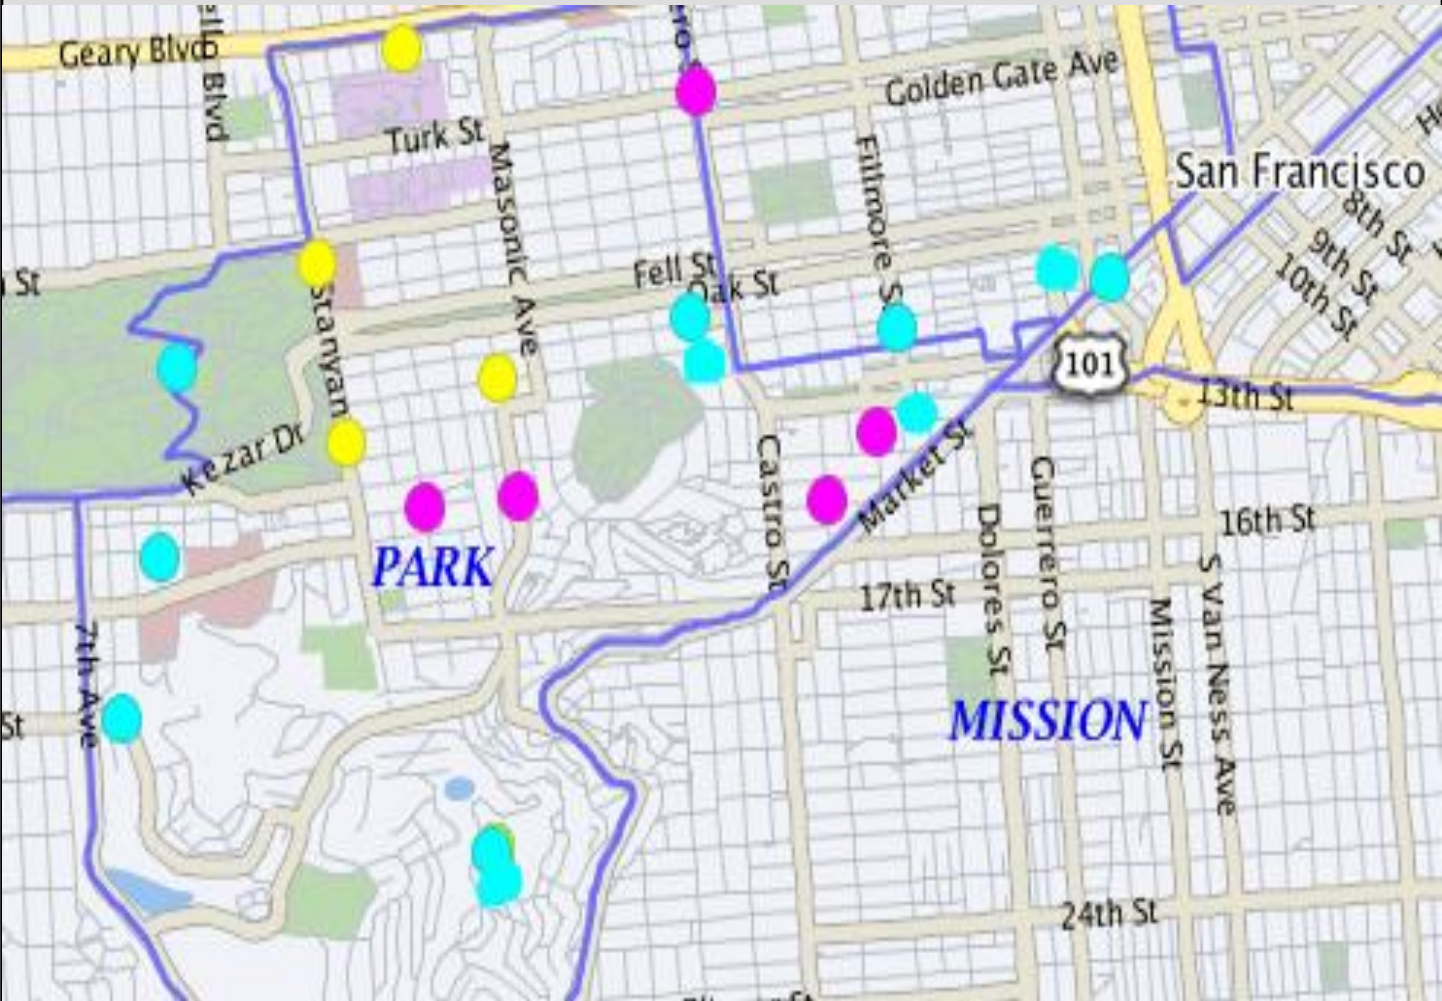 Geary Blvd
Blvd
Golden Gate Ave
Turk St
Masonic Ave
Fillmore S
San Francisco
8th St
9th St
10th St
St
Fell St
Oak St
Stanyan
101
13th St
Kezar Dr
Castro St
Market St
Dolores St
Guerrero St
16th St
PARK
17th St
S Van Ness Ave
Mission St
7th Ave
St
MISSION
24th St